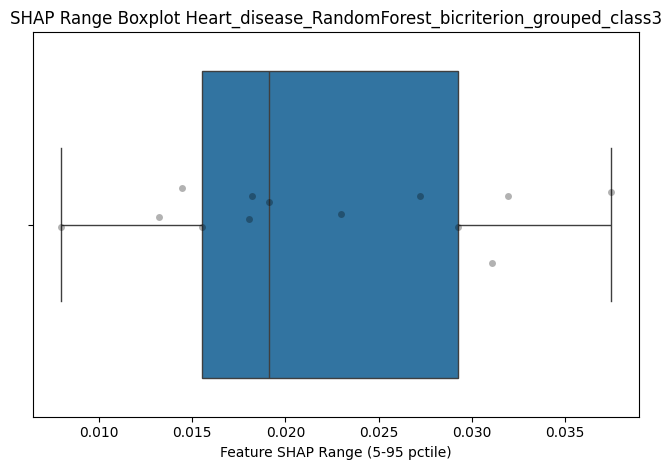 SHAP Range Boxplot Heart_disease_RandomForest_bicriterion_grouped_class3
0.010 0.015 0.020 0.025 0.030 0.035
Feature SHAP Range (5-95 pctile)